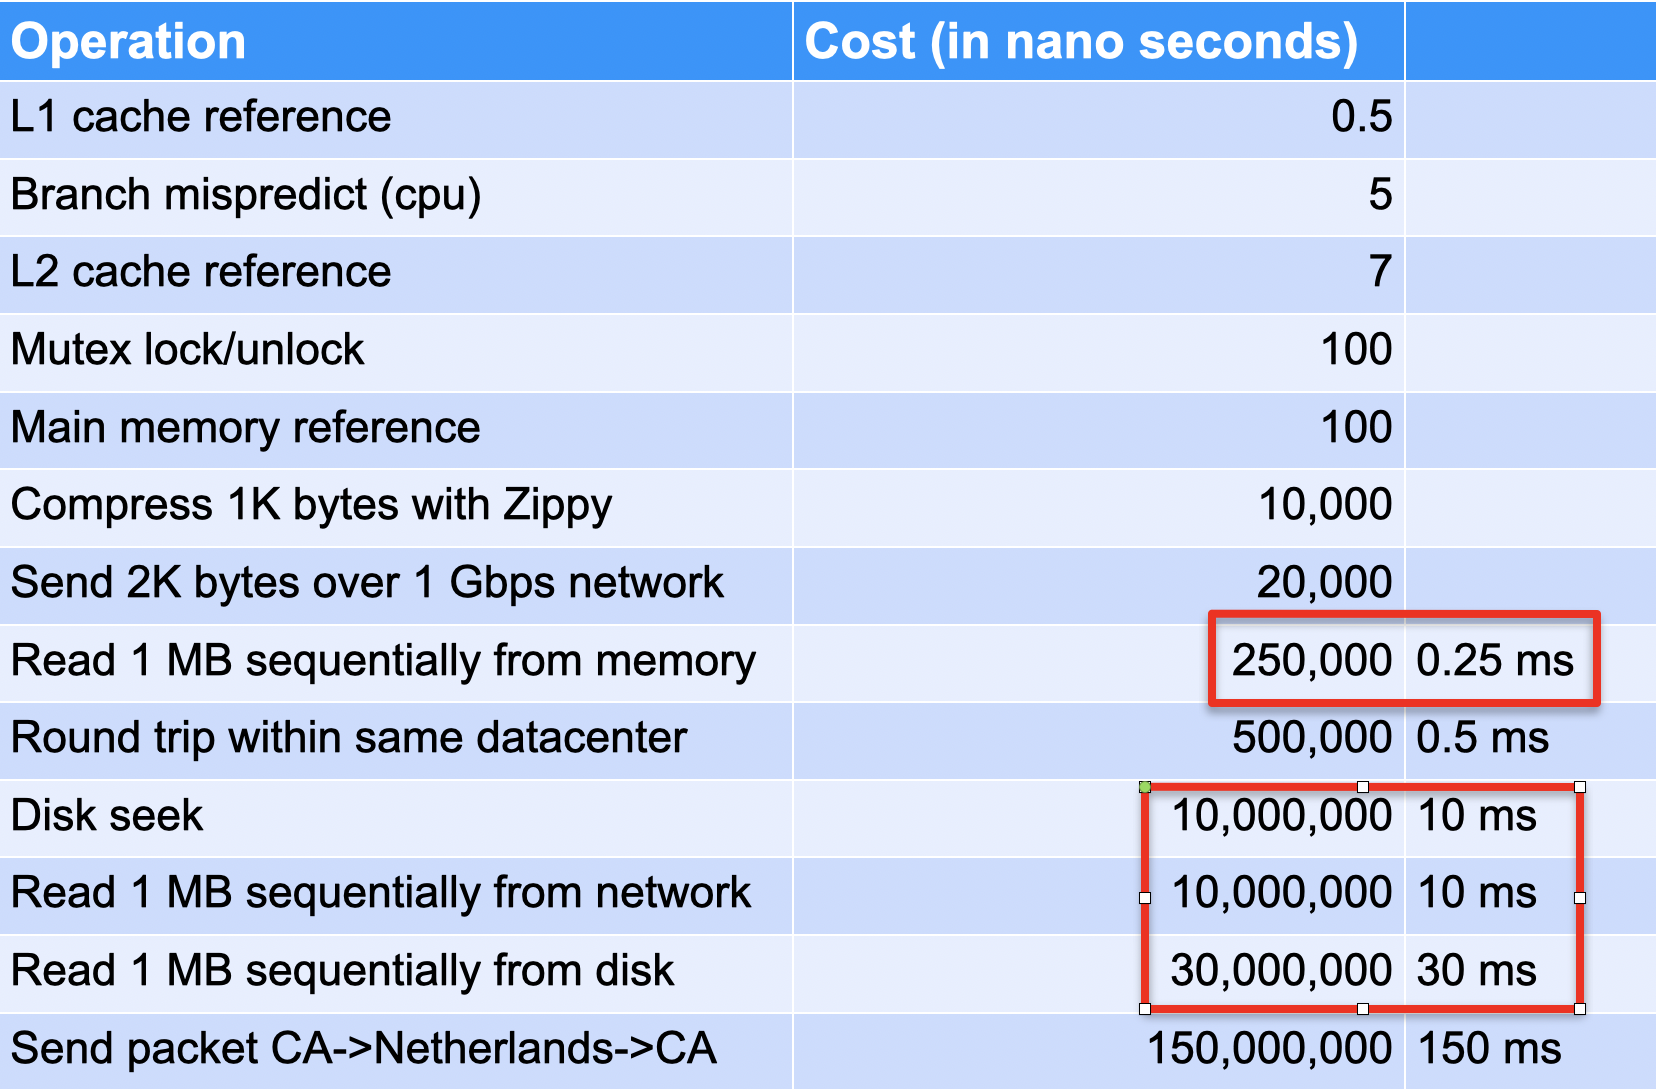 Operation Cost (in nano seconds)
L1 cache reference 0.5
Branch mispredict (cpu) 5
L2 cache reference 7
Mutex lock/unlock 100
Main memory reference 100
Compress 1K bytes with Zippy 10,000
Send 2K bytes over 1 Gbps network 20,000
Read 1 MB sequentially from memory 250,000 0.25 ms
Round trip within same datacenter 500,000 0.5 ms
Disk seek 10,000,000 10 ms
Read 1 MB sequentially from network 10,000,000 10 ms
Read 1 MB sequentially from disk 30,000,000 30 ms
Send packet CA->Netherlands->CA 150,000,000 150 ms